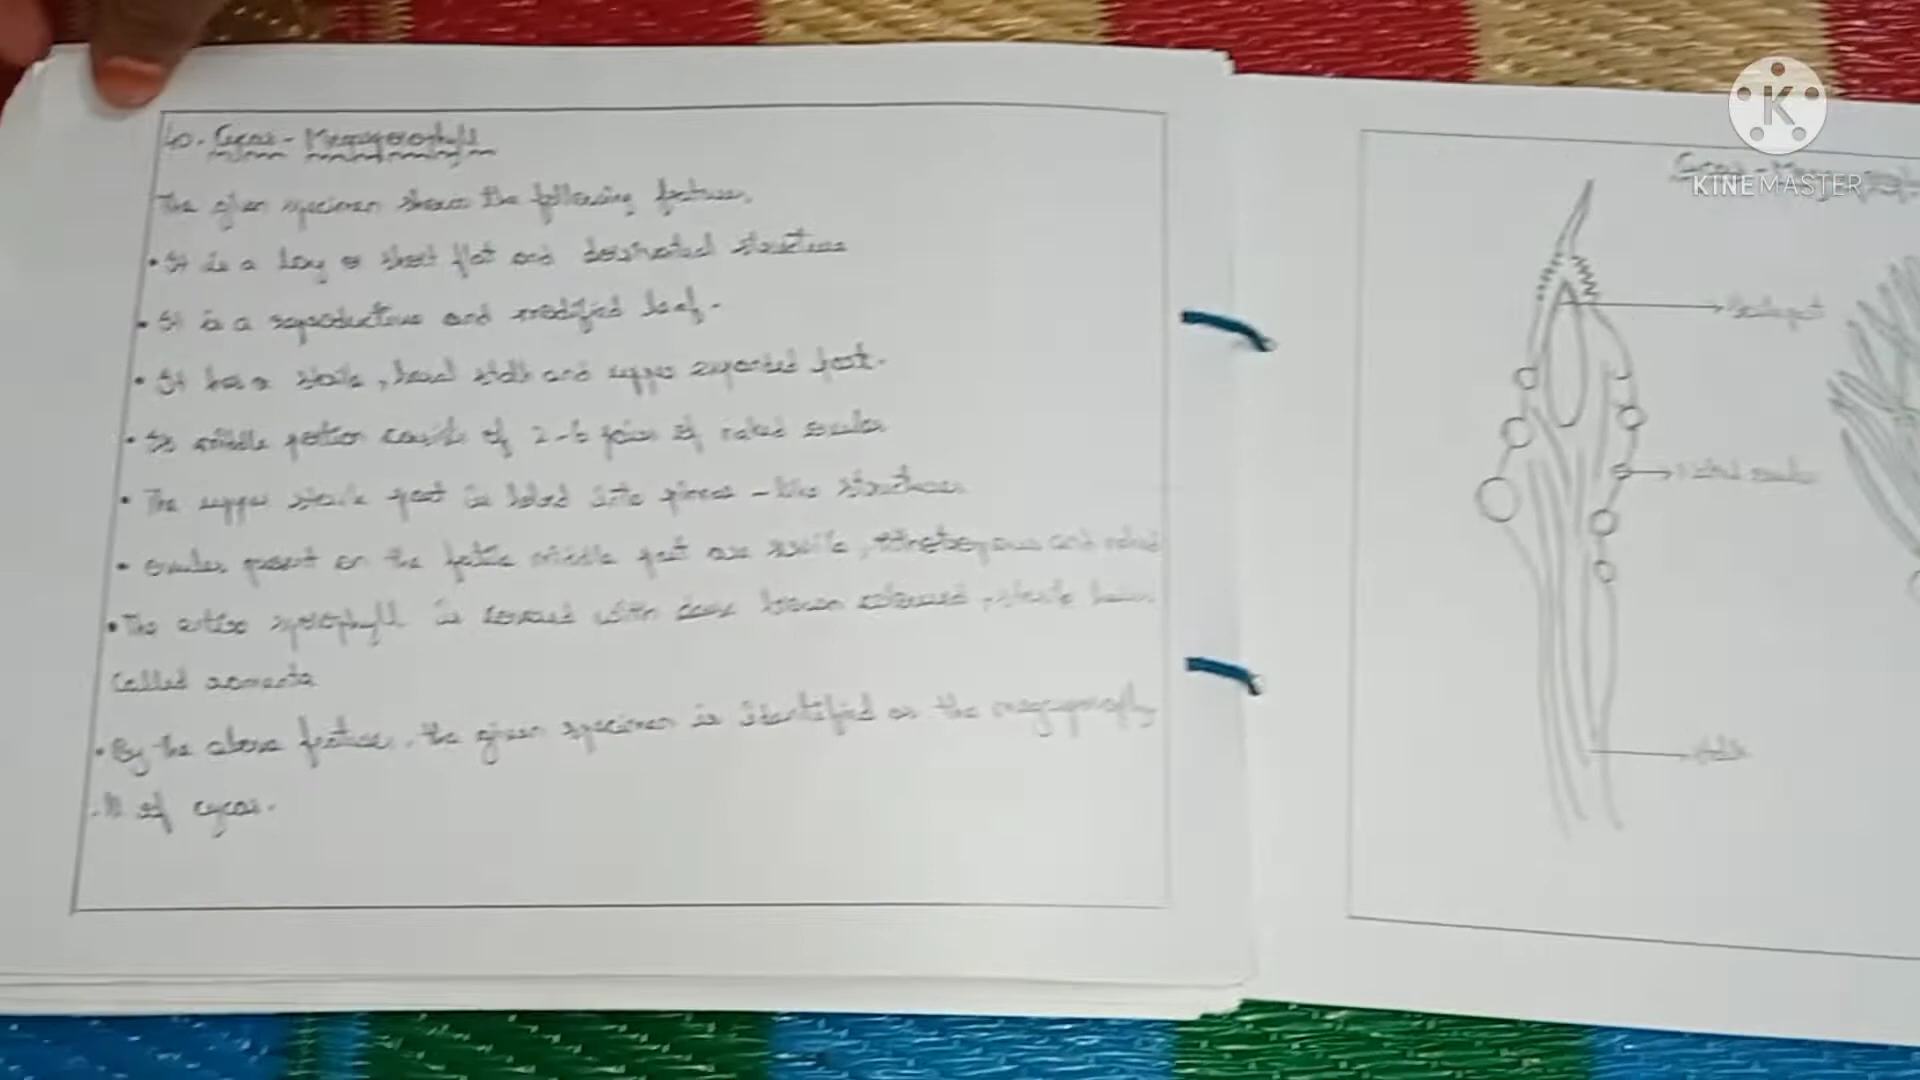 10. Cycas - Megasporophyll
The given specimen shows the following features.
• It is a long or short flat and dorsiventral structure
• It is a reproductive and modified leaf.
• It has a sterile, basal stalk and upper expanded part.
• Its middle portion consists of 2-6 pairs of naked ovules
• The upper sterile part is lobed into pinnae-like structures
• ovules present on the fertile middle part are sessile, orthotropous and naked
• The entire sporophyll is covered with brown coloured, sterile hairs
called ramenta
• By the above features, the given specimen is identified as the megasporophy
ll of cycas.
Cycas - Megasporophyll
Naked ovules
stalk
K
KINEMASTER